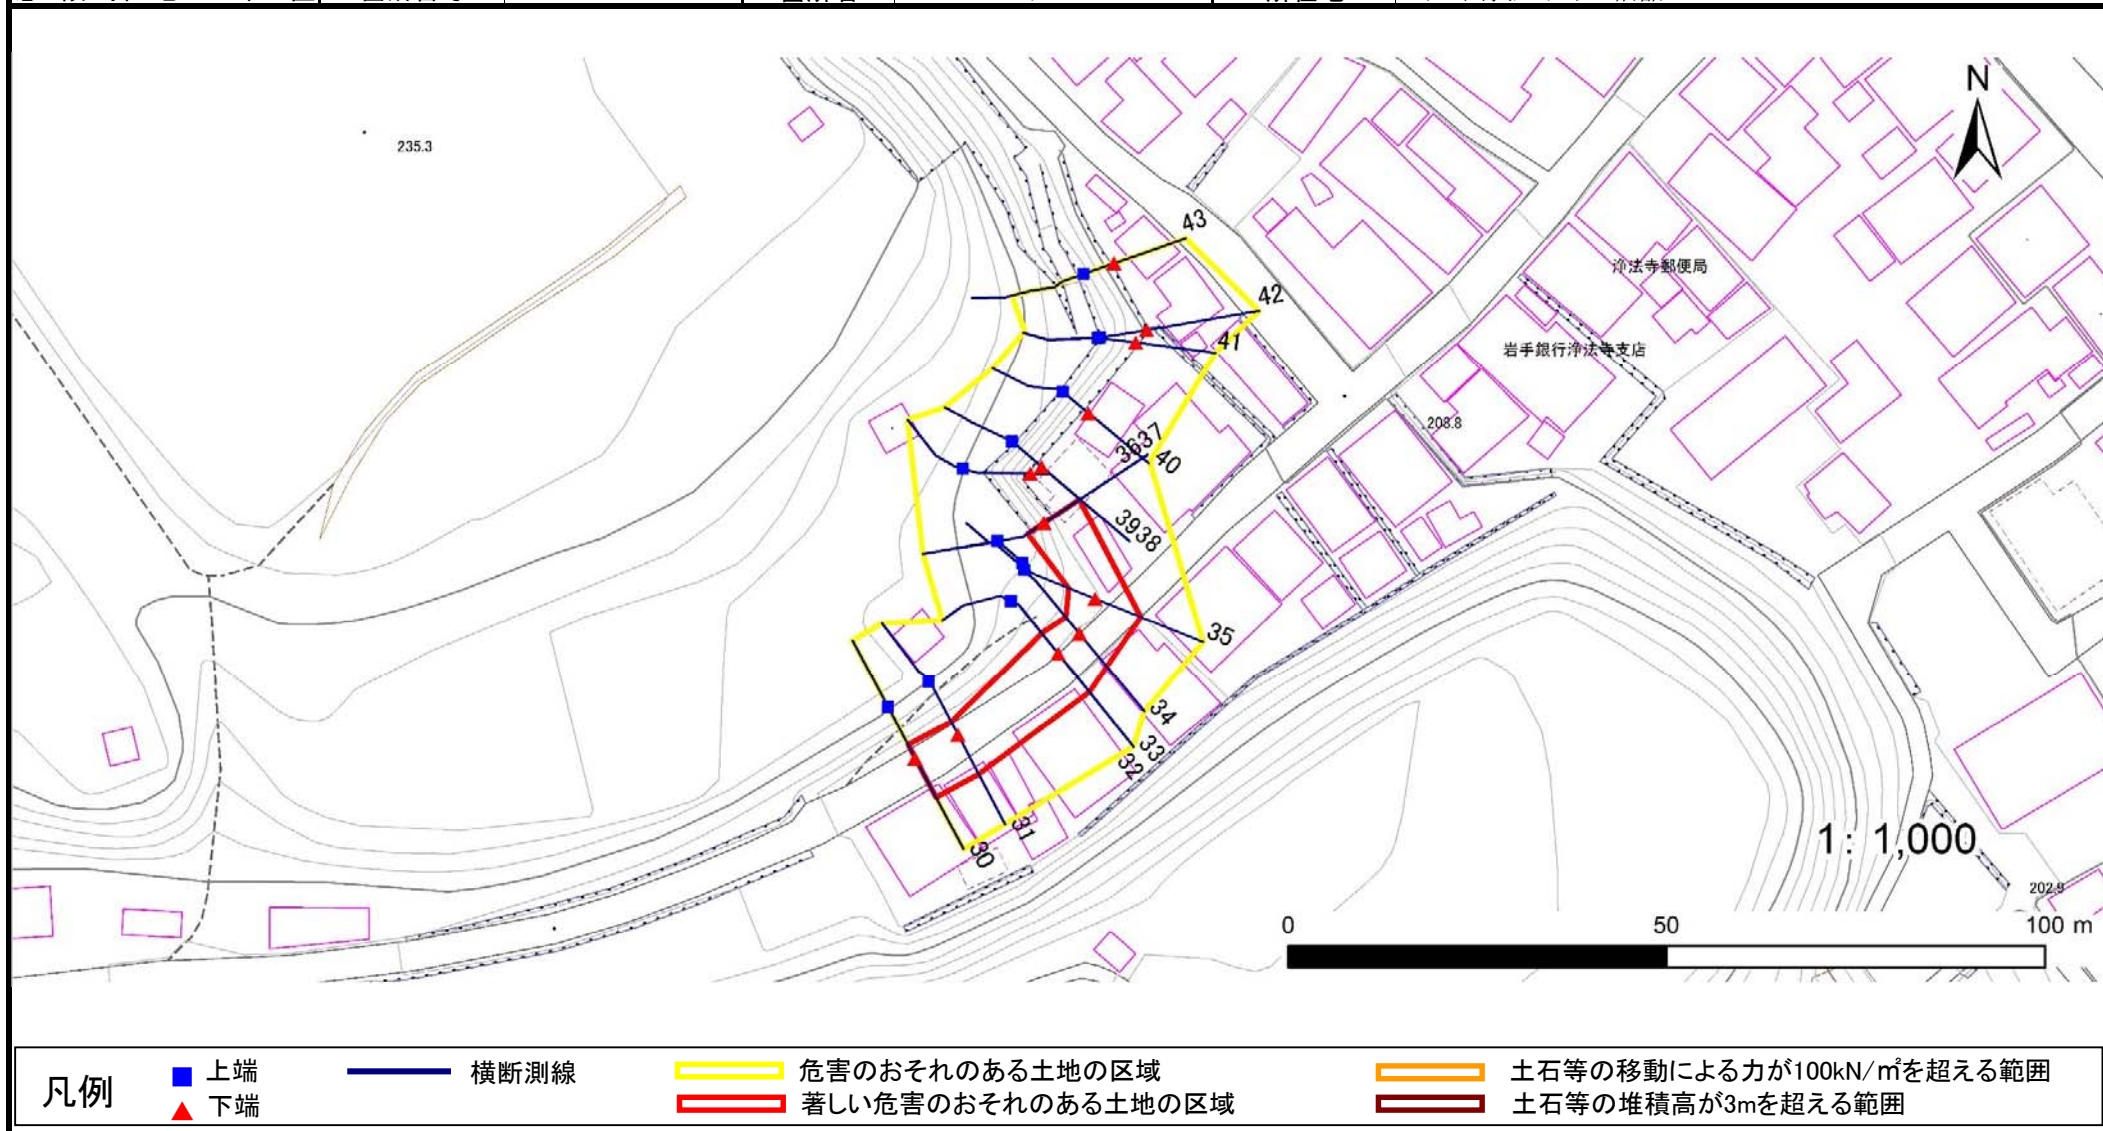 235.3
N
43
42
41
浄法寺郵便局
岩手銀行浄法寺支店
208.8
3637
40
3938
35
34
33
32
31
30
1: 1,000
202.9
0
50
100 m
凡例
上端
下端
横断測線
危害のおそれのある土地の区域
著しい危害のおそれのある土地の区域
土石等の移動による力が100kN/㎡を超える範囲
土石等の堆積高が3mを超える範囲